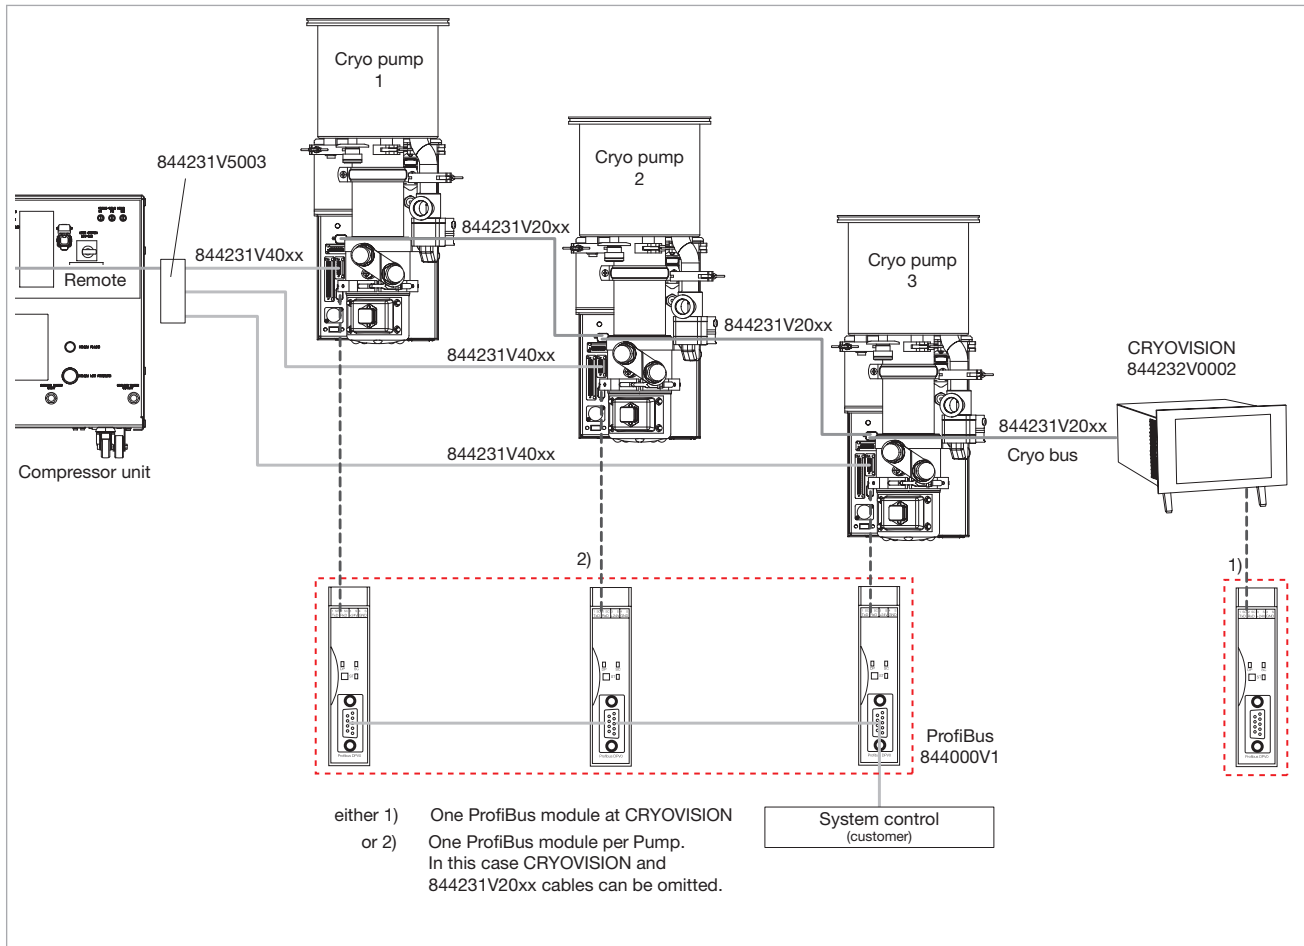 Cryo pump
1
Cryo pump
2
Cryo pump
3
844231V5003
844231V20xx
844231V40xx
Remote
844231V20xx
844231V40xx
CRYOVISION
844232V0002
844231V20xx
Cryo bus
844231V40xx
Compressor unit
2)
1)
ProfiBus
844000V1
either 1) One ProfiBus module at CRYOVISION
or 2) One ProfiBus module per Pump.
In this case CRYOVISION and
844231V20xx cables can be omitted.
System control
(customer)